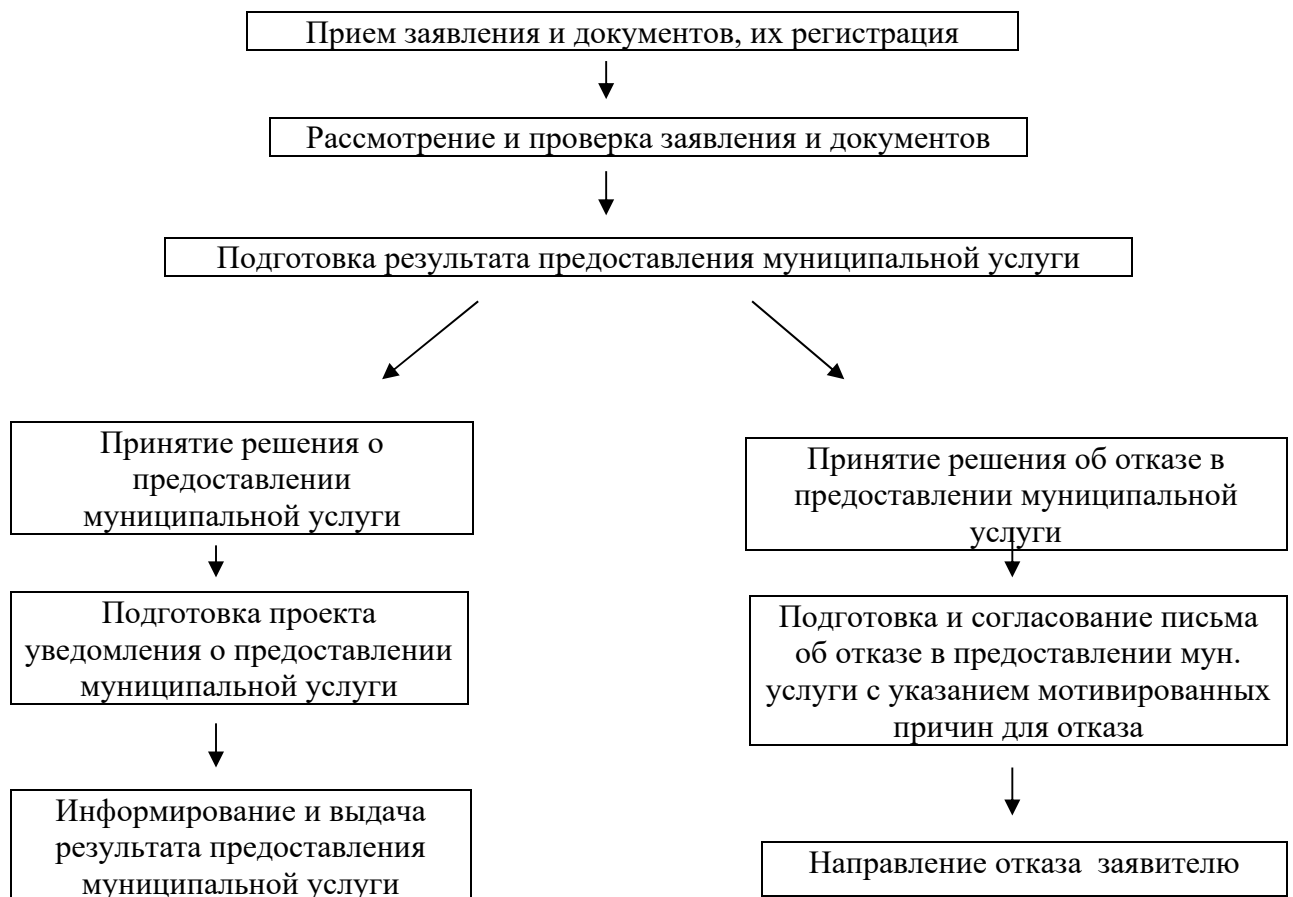 Прием заявления и документов, их регистрация
Рассмотрение и проверка заявления и документов
Подготовка результата предоставления муниципальной услуги
Принятие решения о
предоставлении
муниципальной услуги
Принятие решения об отказе в
предоставлении муниципальной
услуги
Подготовка проекта
уведомления о предоставлении
муниципальной услуги
Подготовка и согласование письма
об отказе в предоставлении мун.
услуги с указанием мотивированных
причин для отказа
Информирование и выдача
результата предоставления
муниципальной услуги
Направление отказа  заявителю